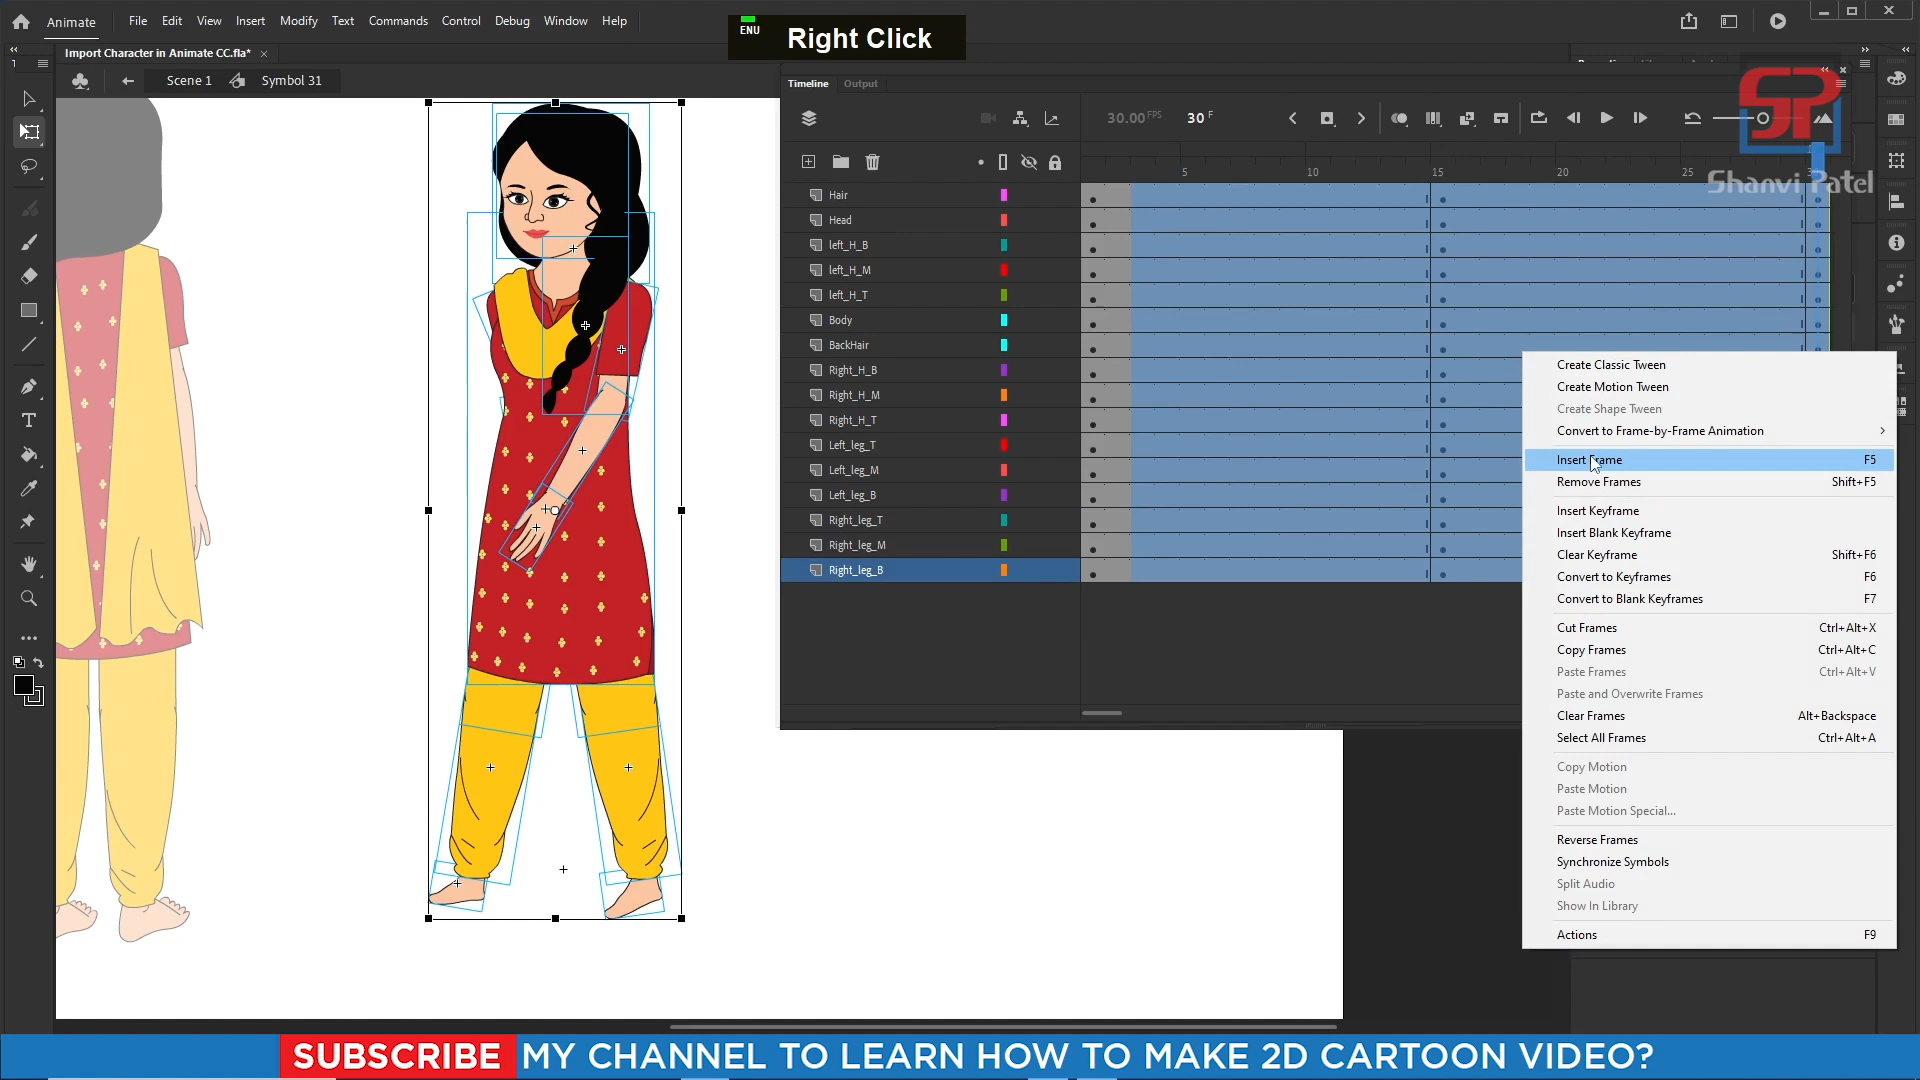 ENU
Right Click
Animate
File
Edit
View
Insert
Modify
Text
Commands
Control
Debug
Window
Help
Import Character in Animate CC.fla*
Scene 1
Symbol 31
Timeline
Output
30.00 FPS
30 F
5
10
15
20
25
SP
Shanvi Patel
Hair
Head
left_H_B
left_H_M
left_H_T
Body
BackHair
Right_H_B
Right_H_M
Right_H_T
Left_leg_T
Left_leg_M
Left_leg_B
Right_leg_T
Right_leg_M
Right_leg_B
Create Classic Tween
Create Motion Tween
Create Shape Tween
Convert to Frame-by-Frame Animation
Insert Frame F5
Remove Frames Shift+F5
Insert Keyframe
Insert Blank Keyframe
Clear Keyframe Shift+F6
Convert to Keyframes F6
Convert to Blank Keyframes F7
Cut Frames Ctrl+Alt+X
Copy Frames Ctrl+Alt+C
Paste Frames Ctrl+Alt+V
Paste and Overwrite Frames
Clear Frames Alt+Backspace
Select All Frames Ctrl+Alt+A
Copy Motion
Paste Motion
Paste Motion Special...
Reverse Frames
Synchronize Symbols
Split Audio
Show In Library
Actions F9
SUBSCRIBE MY CHANNEL TO LEARN HOW TO MAKE 2D CARTOON VIDEO?